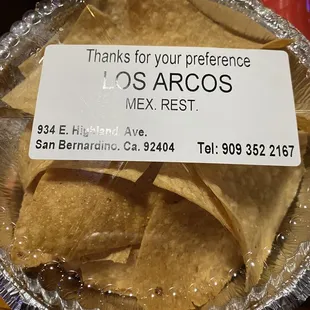 Thanks for your preference
LOS ARCOS
MEX. REST.
934 E. Highland Ave.
San Bernardino, Ca. 92404 Tel: 909 352 2167